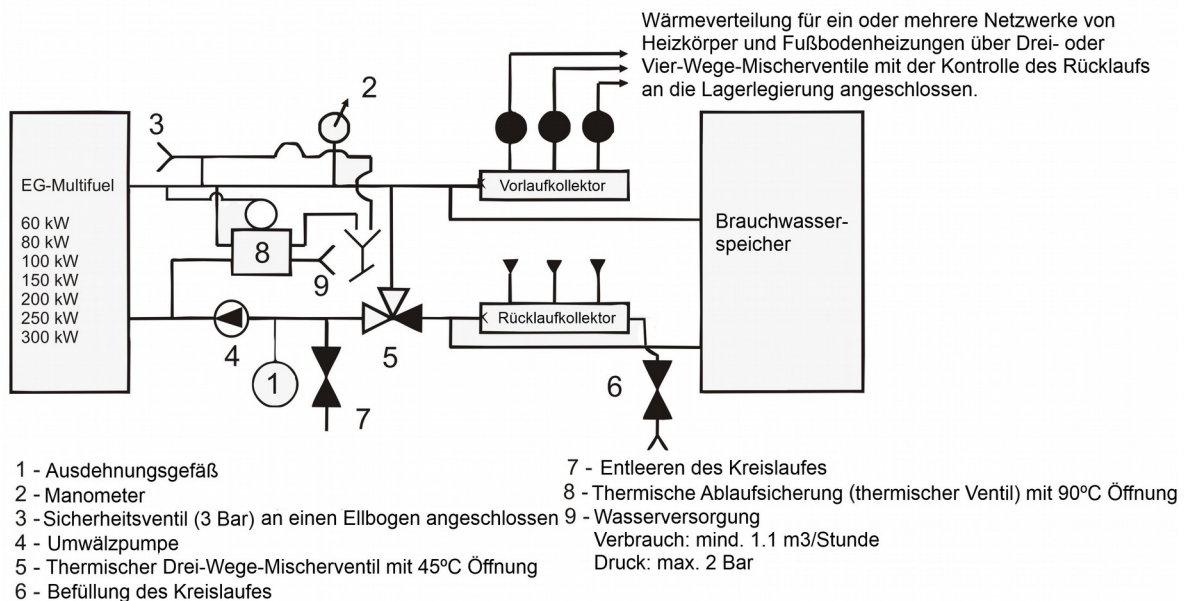 Wärmeverteilung für ein oder mehrere Netzwerke von
Heizkörper und Fußbodenheizungen über Drei- oder
Vier-Wege-Mischerventile mit der Kontrolle des Rücklaufs
an die Lagerlegierung angeschlossen.
2
3
EG-Multifuel
60 kW
80 kW
100 kW
150 kW
200 kW
250 kW
300 kW
Vorlaufkollektor
Brauchwasser-
speicher
8
9
Rücklaufkollektor
4
5
1
6
7
1 - Ausdehnungsgefäß
2 - Manometer
3 - Sicherheitsventil (3 Bar) an einen Ellbogen angeschlossen
4 - Umwälzpumpe
5 - Thermischer Drei-Wege-Mischerventil mit 45ºC Öffnung
6 - Befüllung des Kreislaufes
7 - Entleeren des Kreislaufes
8 - Thermische Ablaufsicherung (thermischer Ventil) mit 90ºC Öffnung
9 - Wasserversorgung
Verbrauch: mind. 1.1 m3/Stunde
Druck: max. 2 Bar